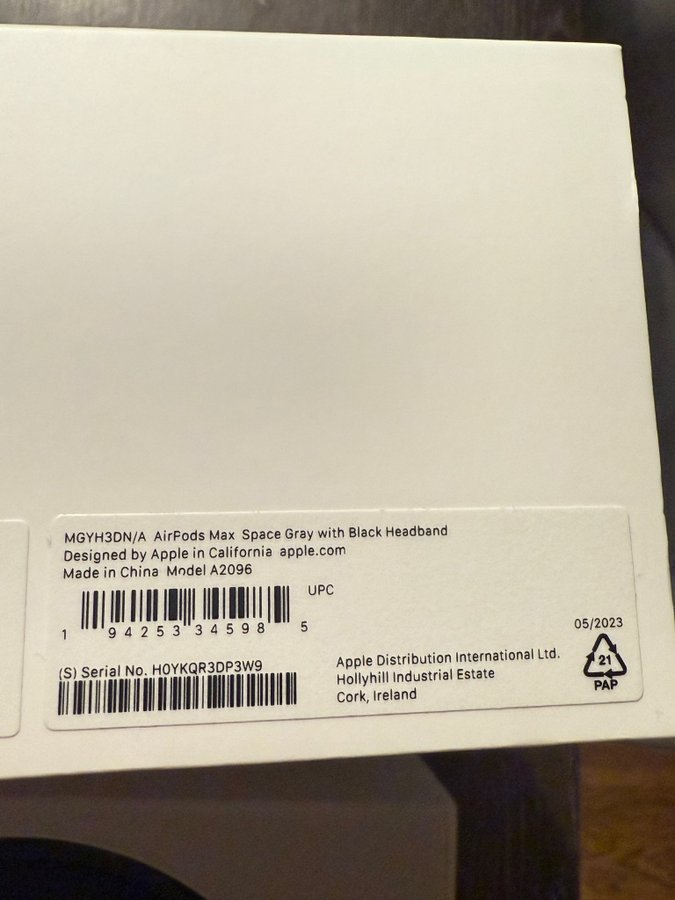 MGYH3DN/A AirPods Max Space Gray with Black Headband
Designed by Apple in California apple.com
Made in China Model A2096
UPC
1 94253 34598 5
(S) Serial No. H0YKQR3DP3W9
Apple Distribution International Ltd.
Hollyhill Industrial Estate
Cork, Ireland
05/2023
21
PAP